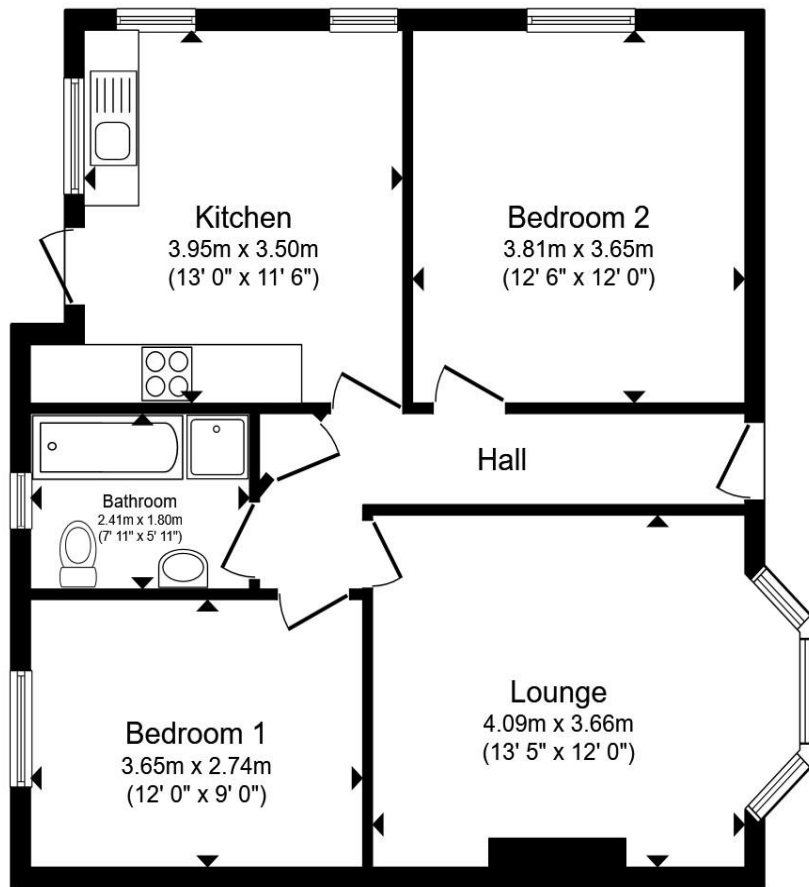 Kitchen
3.95m x 3.50m
(13' 0" x 11' 6")
Bedroom 2
3.81m x 3.65m
(12' 6" x 12' 0")
Hall
Bathroom
2.41m x 1.80m
(7' 11" x 5' 11")
Lounge
4.09m x 3.66m
(13' 5" x 12' 0")
Bedroom 1
3.65m x 2.74m
(12' 0" x 9' 0")